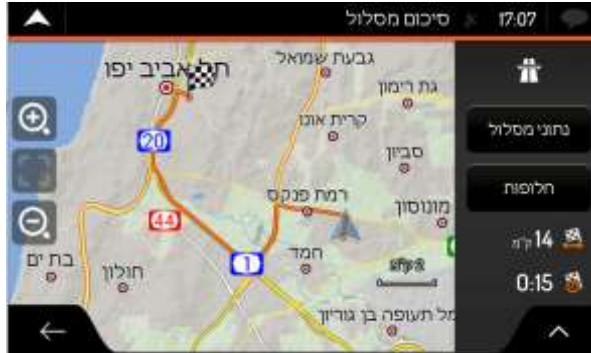 סיכום מסלול
17:07
תל אביב יפו
גבעת שמואל
גת רימון
קרית אונו
סביון
רמת פנקס
מונוסון
חמד
בת ים
חולון
מל תעופה בן גוריון
20
44
1
נתוני מסלול
חלופות
14 ק"מ
0:15